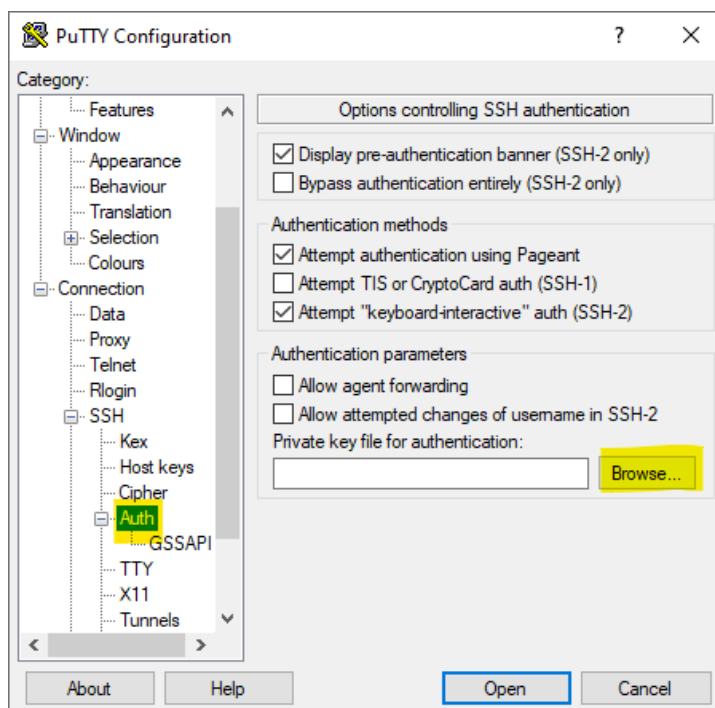 PuTTY Configuration
?
Category:
Features
Window
Appearance
Behaviour
Translation
Selection
Colours
Connection
Data
Proxy
Telnet
Rlogin
SSH
Kex
Host keys
Cipher
Auth
GSSAPI
TTY
X11
Tunnels
Options controlling SSH authentication
Display pre-authentication banner (SSH-2 only)
Bypass authentication entirely (SSH-2 only)
Authentication methods
Attempt authentication using Pageant
Attempt TIS or CryptoCard auth (SSH-1)
Attempt "keyboard-interactive" auth (SSH-2)
Authentication parameters
Allow agent forwarding
Allow attempted changes of username in SSH-2
Private key file for authentication:
Browse...
About
Help
Open
Cancel